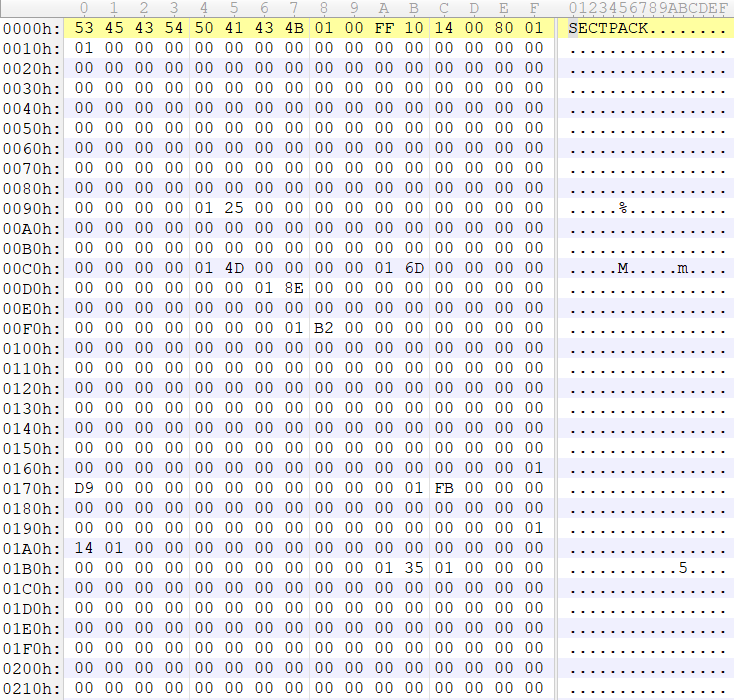 0 1 2 3 4 5 6 7 8 9 A B C D E F 0123456789ABCDEF
0000h: 53 45 43 54 50 41 43 4B 01 00 FF 10 14 00 80 01 SECTPACK........
0010h: 01 00 00 00 00 00 00 00 00 00 00 00 00 00 00 00 ................
0020h: 00 00 00 00 00 00 00 00 00 00 00 00 00 00 00 00 ................
0030h: 00 00 00 00 00 00 00 00 00 00 00 00 00 00 00 00 ................
0040h: 00 00 00 00 00 00 00 00 00 00 00 00 00 00 00 00 ................
0050h: 00 00 00 00 00 00 00 00 00 00 00 00 00 00 00 00 ................
0060h: 00 00 00 00 00 00 00 00 00 00 00 00 00 00 00 00 ................
0070h: 00 00 00 00 00 00 00 00 00 00 00 00 00 00 00 00 ................
0080h: 00 00 00 00 00 00 00 00 00 00 00 00 00 00 00 00 ................
0090h: 00 00 00 00 01 25 00 00 00 00 00 00 00 00 00 00 .....%..........
00A0h: 00 00 00 00 00 00 00 00 00 00 00 00 00 00 00 00 ................
00B0h: 00 00 00 00 00 00 00 00 00 00 00 00 00 00 00 00 ................
00C0h: 00 00 00 00 01 4D 00 00 00 00 01 6D 00 00 00 00 .....M.....m....
00D0h: 00 00 00 00 00 00 01 8E 00 00 00 00 00 00 00 00 ................
00E0h: 00 00 00 00 00 00 00 00 00 00 00 00 00 00 00 00 ................
00F0h: 00 00 00 00 00 00 00 01 B2 00 00 00 00 00 00 00 ................
0100h: 00 00 00 00 00 00 00 00 00 00 00 00 00 00 00 00 ................
0110h: 00 00 00 00 00 00 00 00 00 00 00 00 00 00 00 00 ................
0120h: 00 00 00 00 00 00 00 00 00 00 00 00 00 00 00 00 ................
0130h: 00 00 00 00 00 00 00 00 00 00 00 00 00 00 00 00 ................
0140h: 00 00 00 00 00 00 00 00 00 00 00 00 00 00 00 00 ................
0150h: 00 00 00 00 00 00 00 00 00 00 00 00 00 00 00 00 ................
0160h: 00 00 00 00 00 00 00 00 00 00 00 00 00 00 00 01 ................
0170h: D9 00 00 00 00 00 00 00 00 00 00 01 FB 00 00 00 ................
0180h: 00 00 00 00 00 00 00 00 00 00 00 00 00 00 00 00 ................
0190h: 00 00 00 00 00 00 00 00 00 00 00 00 00 00 00 01 ................
01A0h: 14 01 00 00 00 00 00 00 00 00 00 00 00 00 00 00 ................
01B0h: 00 00 00 00 00 00 00 00 00 00 01 35 01 00 00 00 ...........5....
01C0h: 00 00 00 00 00 00 00 00 00 00 00 00 00 00 00 00 ................
01D0h: 00 00 00 00 00 00 00 00 00 00 00 00 00 00 00 00 ................
01E0h: 00 00 00 00 00 00 00 00 00 00 00 00 00 00 00 00 ................
01F0h: 00 00 00 00 00 00 00 00 00 00 00 00 00 00 00 00 ................
0200h: 00 00 00 00 00 00 00 00 00 00 00 00 00 00 00 00 ................
0210h: 00 00 00 00 00 00 00 00 00 00 00 00 00 00 00 00 ................